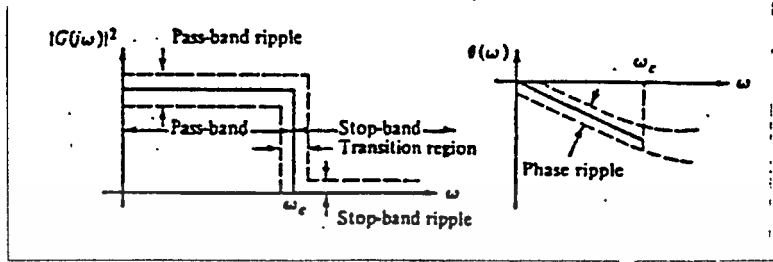 |G(jω)|²
Pass-band ripple
Pass-band
Stop-band
Transition region
ω_c
ω
Stop-band ripple
θ(ω)
ω_c
ω
Phase ripple